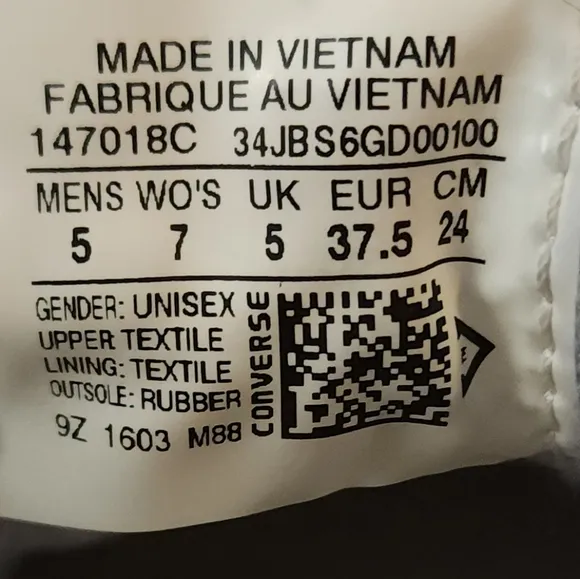 MADE IN VIETNAM
FABRIQUE AU VIETNAM
147018C 34JBS6GD00100
MENS WO'S UK EUR CM
5 7 5 37.5 24
GENDER: UNISEX
UPPER TEXTILE
LINING: TEXTILE
OUTSOLE: RUBBER
9Z 1603 M88
CONVERSE